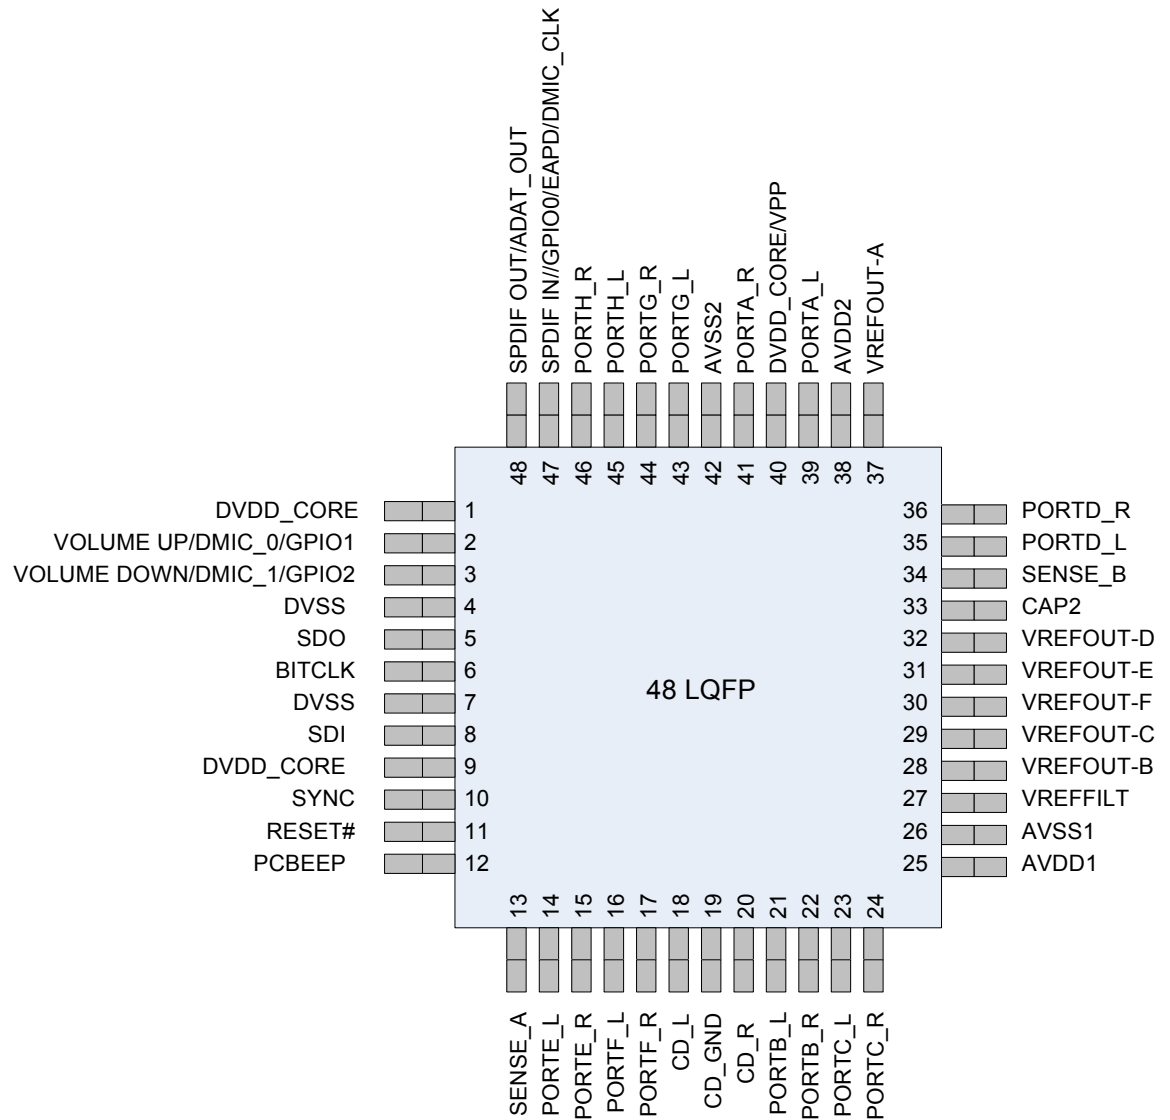 SPDIF OUT/ADAT_OUT
SPDIF IN//GPIO0/EAPD/DMIC_CLK
PORTH_R
PORTH_L
PORTG_R
PORTG_L
AVSS2
PORTA_R
DVDD_CORE/VPP
PORTA_L
AVDD2
VREFOUT-A
48
47
46
45
44
43
42
41
40
39
38
37
DVDD_CORE 1
VOLUME UP/DMIC_0/GPIO1 2
VOLUME DOWN/DMIC_1/GPIO2 3
DVSS 4
SDO 5
BITCLK 6
DVSS 7
SDI 8
DVDD_CORE 9
SYNC 10
RESET# 11
PCBEEP 12
48 LQFP
36 PORTD_R
35 PORTD_L
34 SENSE_B
33 CAP2
32 VREFOUT-D
31 VREFOUT-E
30 VREFOUT-F
29 VREFOUT-C
28 VREFOUT-B
27 VREFFILT
26 AVSS1
25 AVDD1
13
14
15
16
17
18
19
20
21
22
23
24
SENSE_A
PORTE_L
PORTE_R
PORTF_L
PORTF_R
CD_L
CD_GND
CD_R
PORTB_L
PORTB_R
PORTC_L
PORTC_R